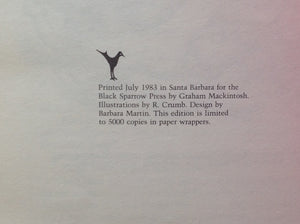 Printed July 1983 in Santa Barbara for the
Black Sparrow Press by Graham Mackintosh.
Illustrations by R. Crumb. Design by
Barbara Martin. This edition is limited
to 5000 copies in paper wrappers.